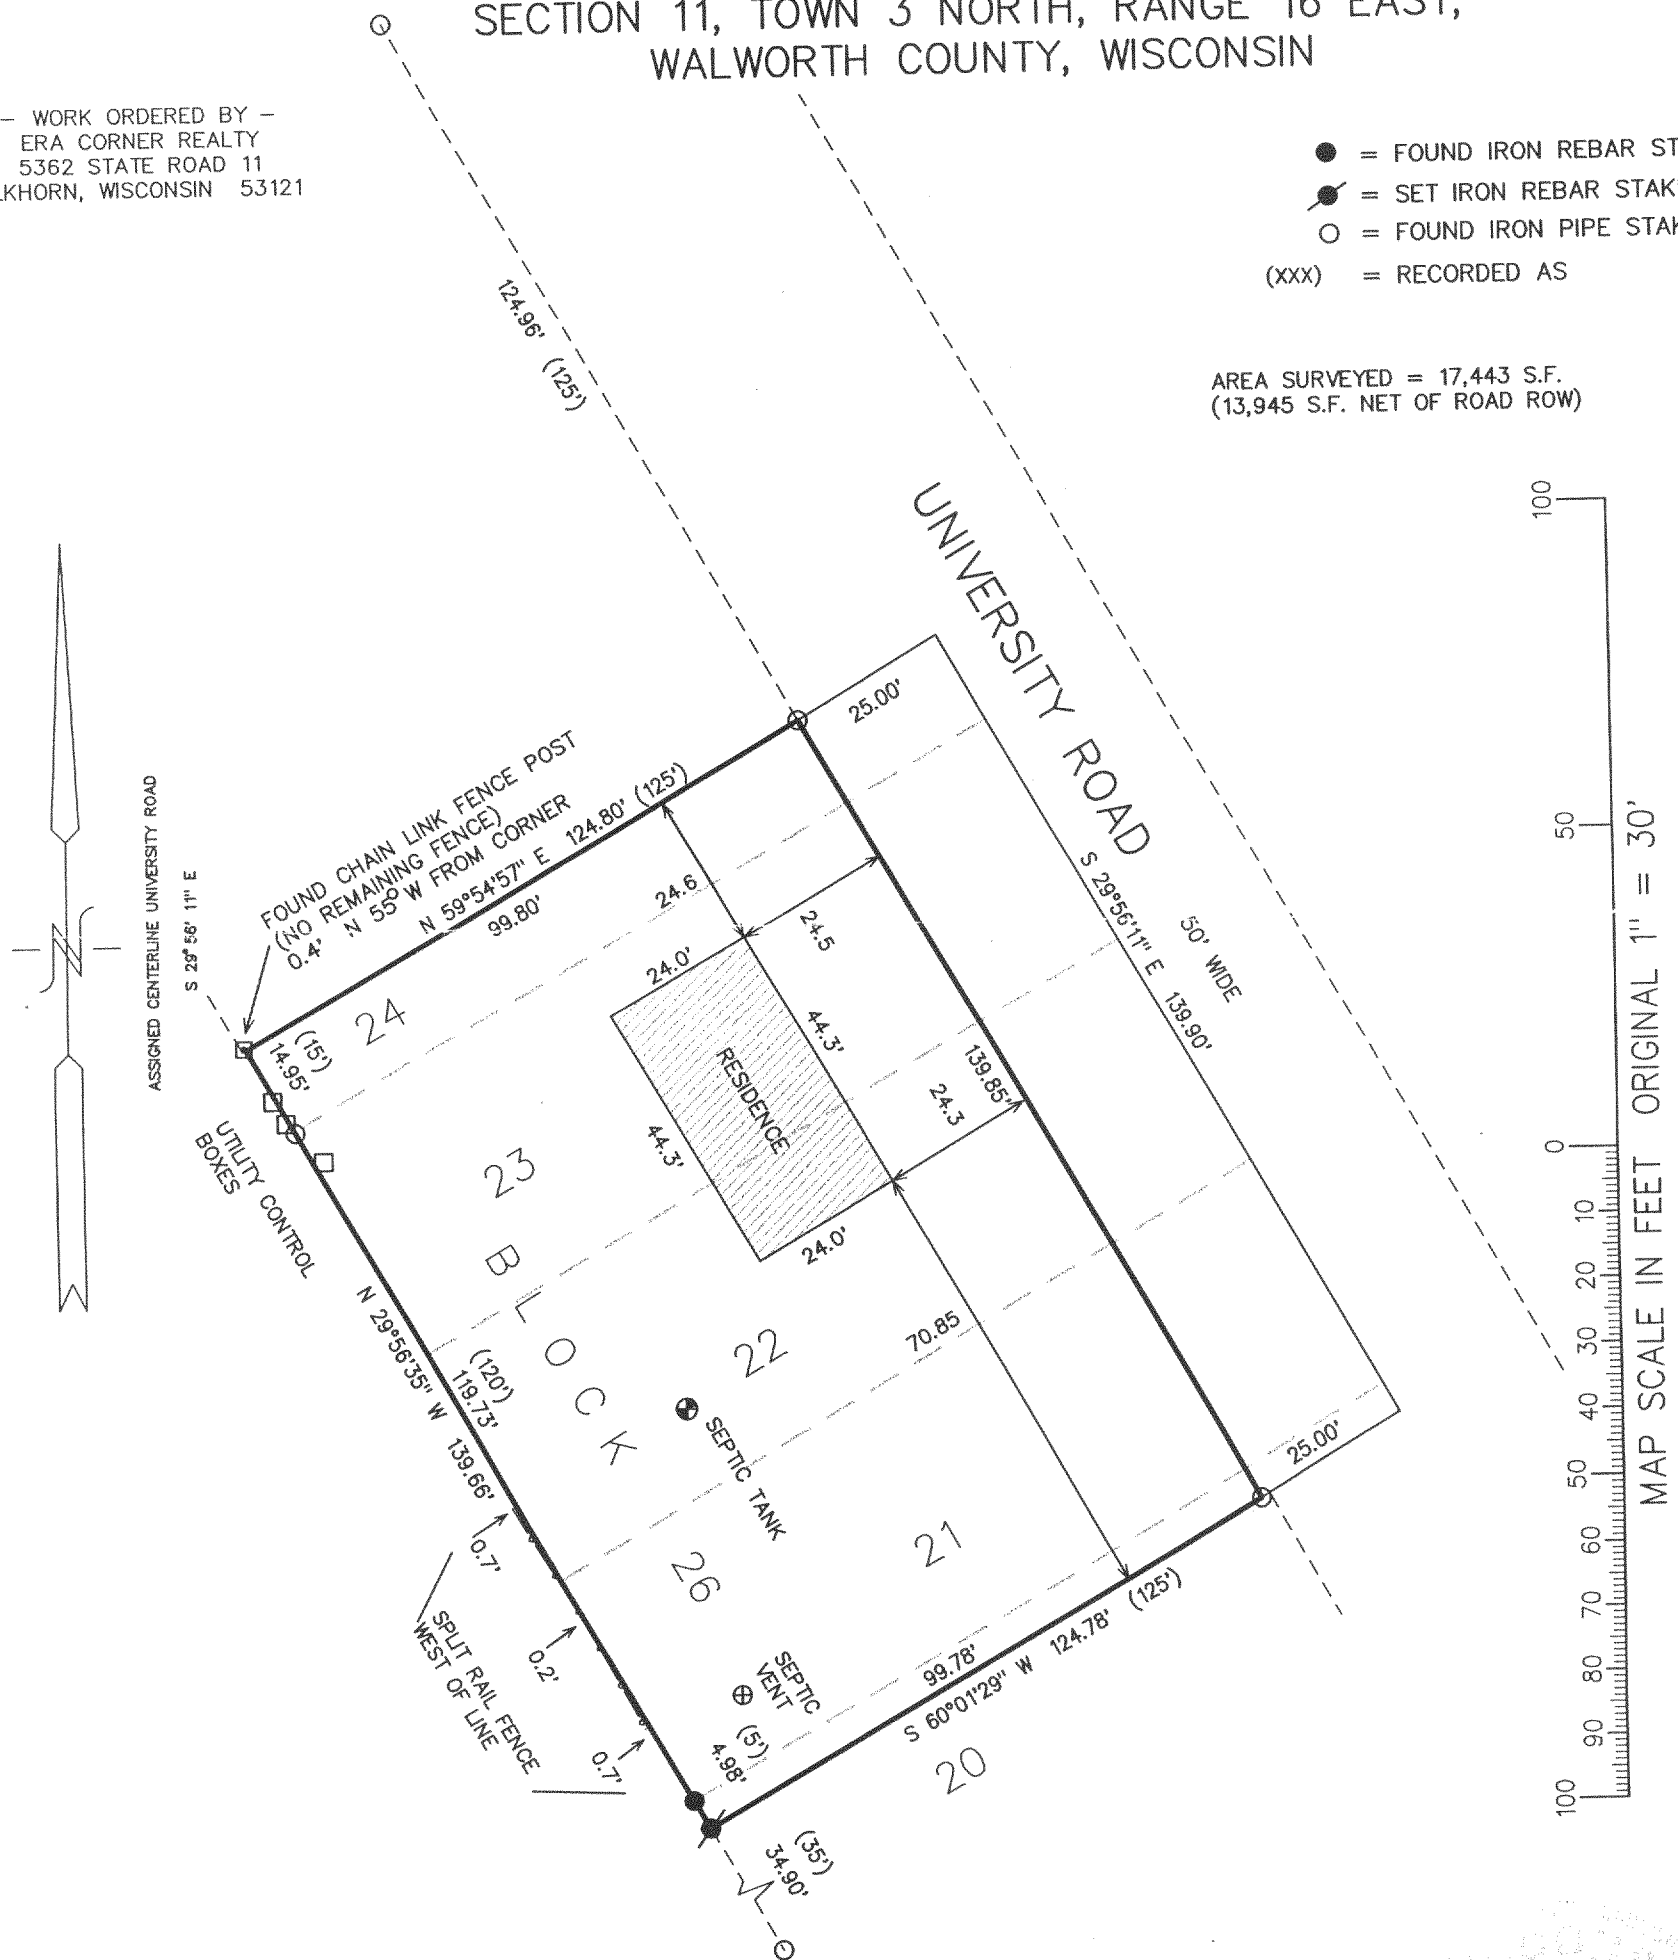 SECTION 11, TOWN 3 NORTH, RANGE 16 EAST,
WALWORTH COUNTY, WISCONSIN
– WORK ORDERED BY –
ERA CORNER REALTY
5362 STATE ROAD 11
LKHORN, WISCONSIN 53121
= FOUND IRON REBAR ST
= SET IRON REBAR STAK
= FOUND IRON PIPE STAK
(XXX) = RECORDED AS
AREA SURVEYED = 17,443 S.F.
(13,945 S.F. NET OF ROAD ROW)
124.96' (125')
UNIVERSITY ROAD
50' WIDE
S 29°56'11" E 139.90'
25.00'
FOUND CHAIN LINK FENCE POST
(NO REMAINING FENCE)
0.4' N 55° W FROM CORNER
N 59°54'57" E 124.80' (125')
99.80'
ASSIGNED CENTERLINE UNIVERSITY ROAD
S 29° 56' 11" E
N
24
(15')
14.95'
24.6
24.5
24.0'
44.3'
RESIDENCE
44.3'
24.0'
24.3
139.85'
UTILITY CONTROL
BOXES
23
BLOCK
26
22
70.85
N 29°56'35" W 139.66'
(120')
119.73'
SEPTIC TANK
21
0.7'
0.2'
0.7'
SPLIT RAIL FENCE
WEST OF LINE
SEPTIC
VENT
(5')
4.98'
99.78'
S 60°01'29" W 124.78' (125')
25.00'
20
(35')
34.90'
100
50
0
10
20
30
40
50
60
70
80
90
100
MAP SCALE IN FEET ORIGINAL 1" = 30'